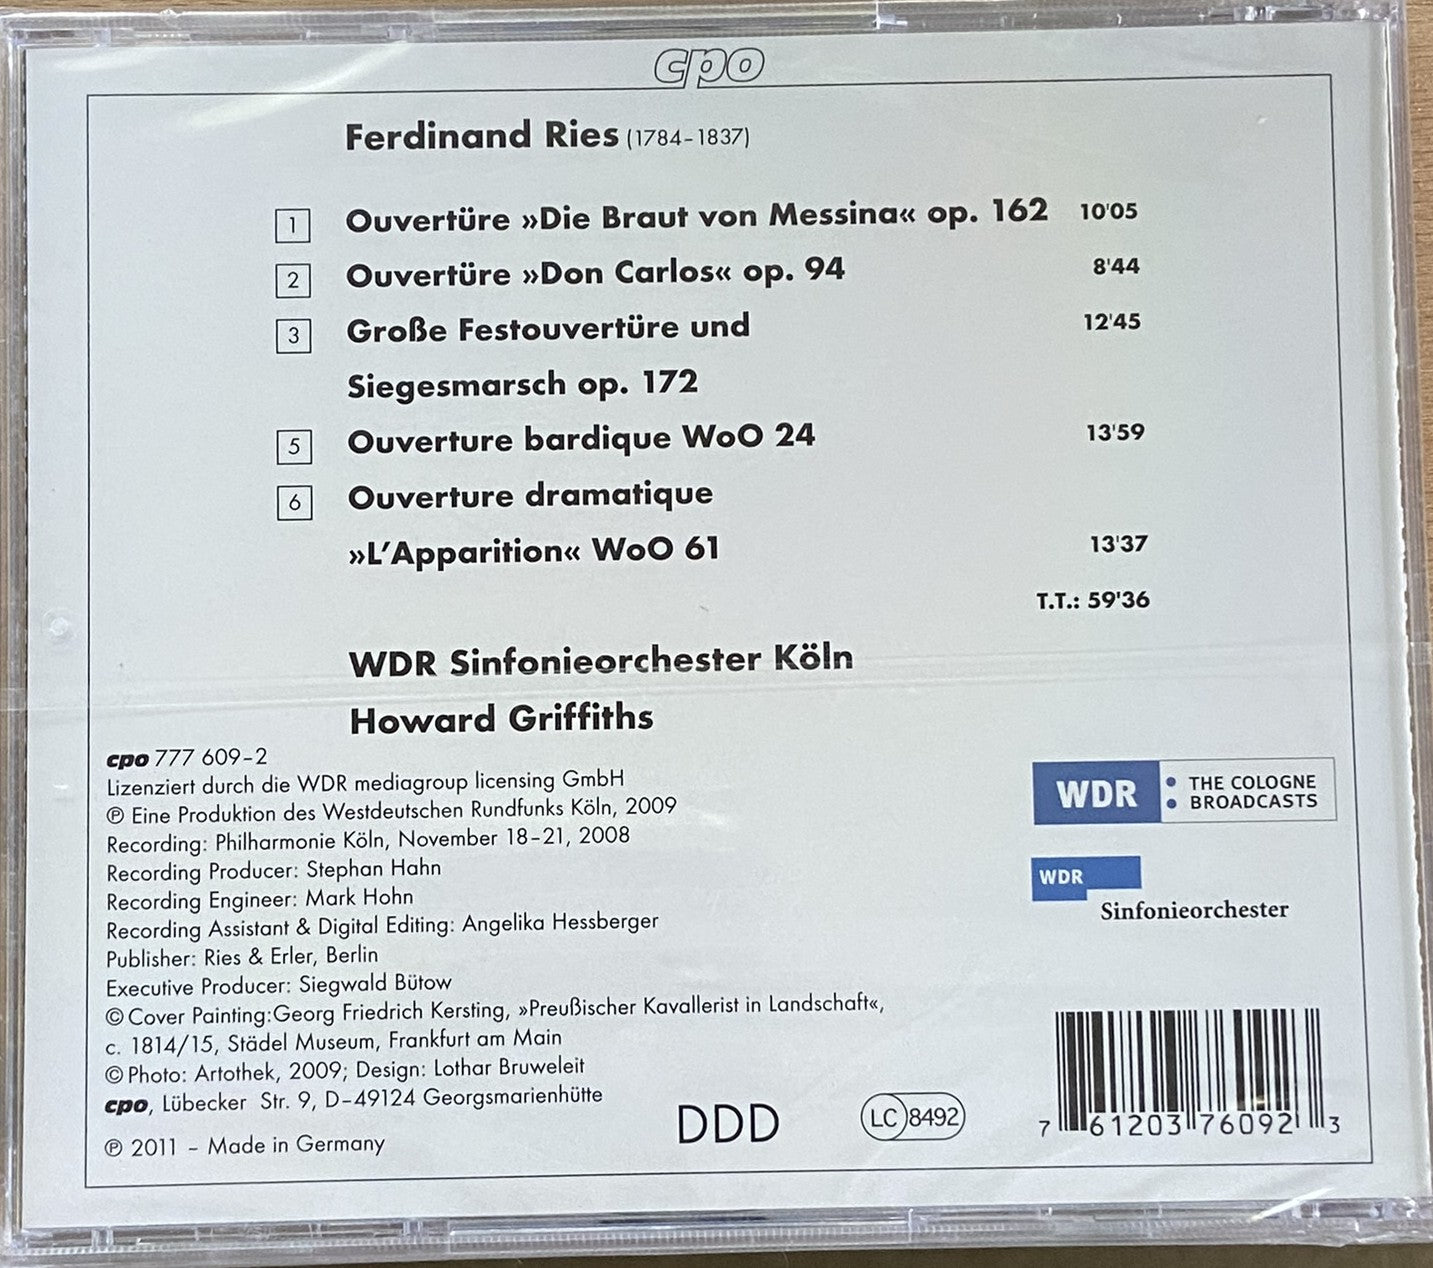 cpo
Ferdinand Ries (1784–1837)
1 Ouvertüre »Die Braut von Messina« op. 162 10'05
2 Ouvertüre »Don Carlos« op. 94 8'44
3 Große Festouvertüre und 12'45
Siegesmarsch op. 172
5 Ouverture bardique WoO 24 13'59
6 Ouverture dramatique
»L'Apparition« WoO 61 13'37
T.T.: 59'36
WDR Sinfonieorchester Köln
Howard Griffiths
cpo 777 609–2
Lizenziert durch die WDR mediagroup licensing GmbH
℗ Eine Produktion des Westdeutschen Rundfunks Köln, 2009
Recording: Philharmonie Köln, November 18–21, 2008
Recording Producer: Stephan Hahn
Recording Engineer: Mark Hohn
Recording Assistant & Digital Editing: Angelika Hessberger
Publisher: Ries & Erler, Berlin
Executive Producer: Siegwald Bütow
© Cover Painting:Georg Friedrich Kersting, »Preußischer Kavallerist in Landschaft«,
c. 1814/15, Städel Museum, Frankfurt am Main
© Photo: Artothek, 2009; Design: Lothar Bruweleit
cpo, Lübecker Str. 9, D–49124 Georgsmarienhütte
℗ 2011 – Made in Germany
WDR : THE COLOGNE
BROADCASTS
WDR
Sinfonieorchester
DDD
LC 8492
7 61203 76092 3